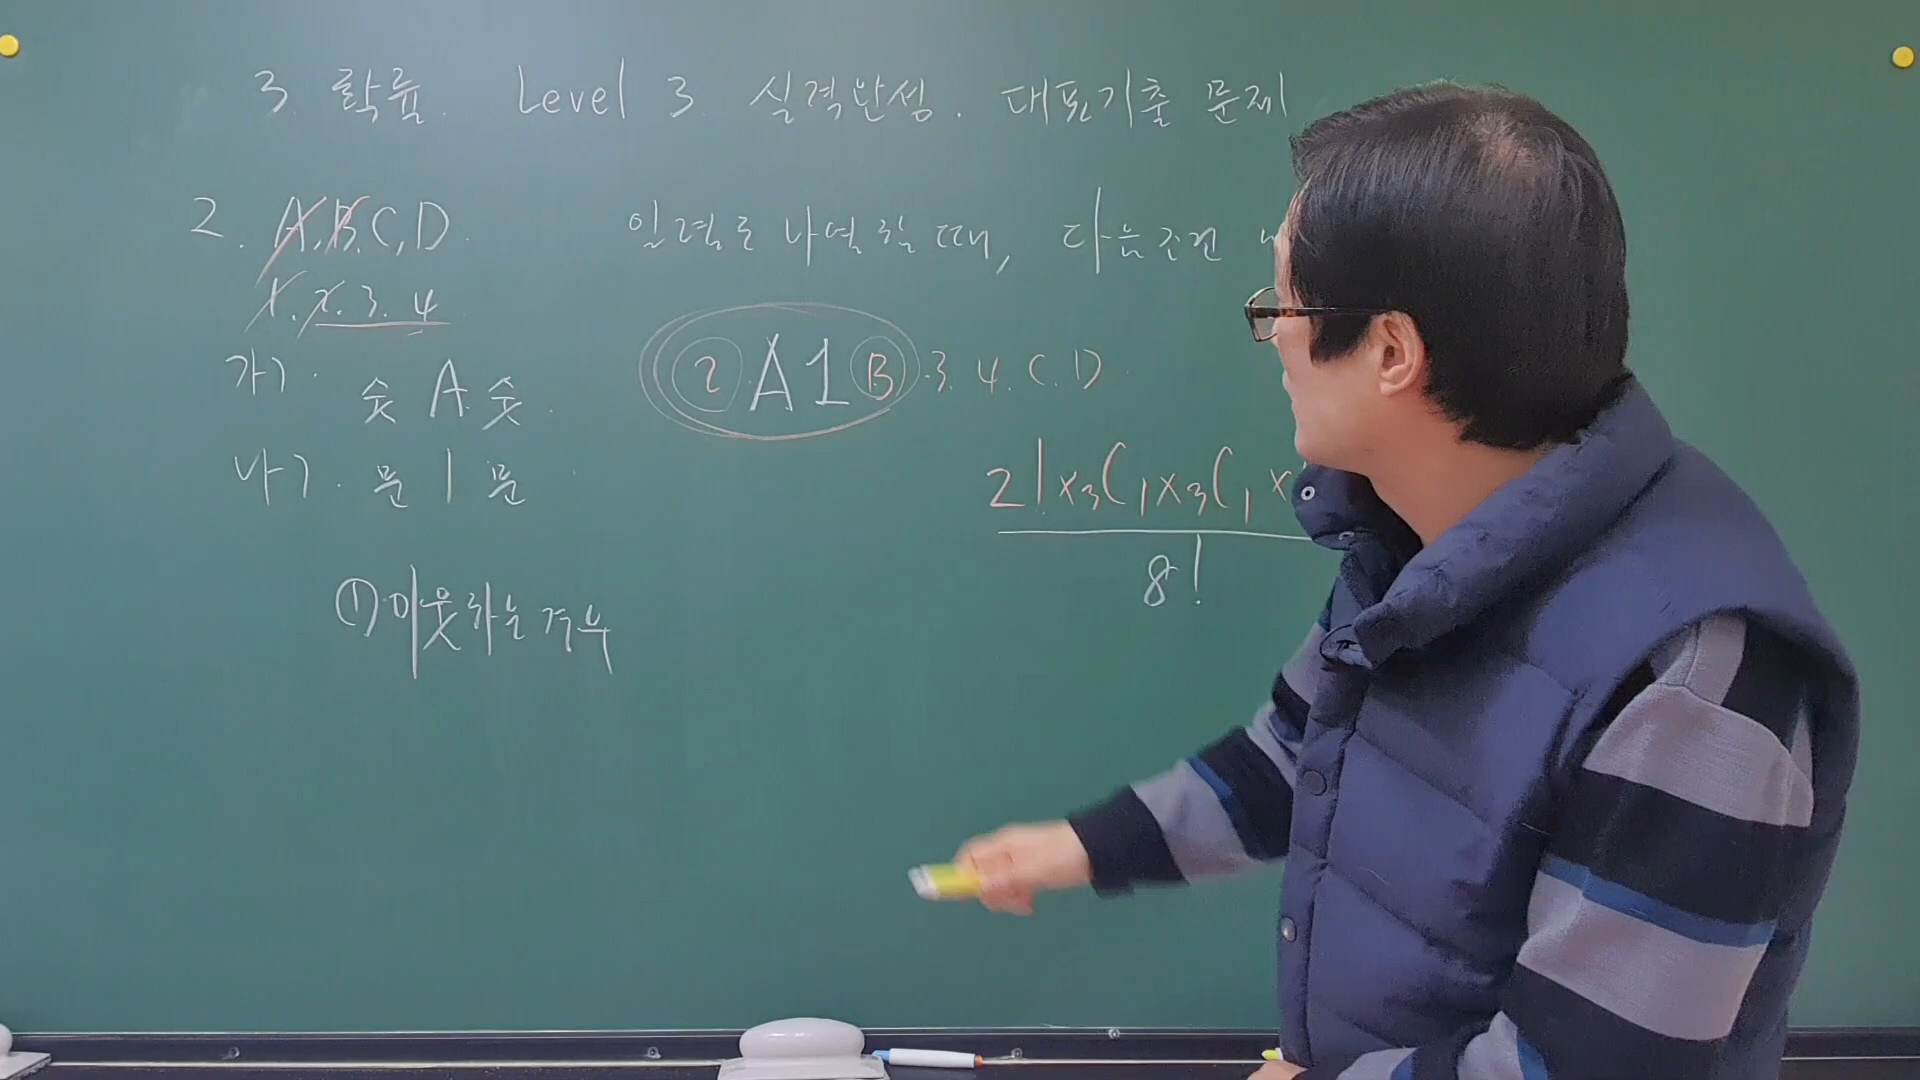 3. 확률. Level 3. 실력완성. 대표기출 문제
2. A, B, C, D. 일렬로 나열할 때, 다음조건
1. 2. 3. 4
가). 숫 A 숫.
2 A 1 B. 3. 4. C. D.
나). 문 1 문
2! x ₃C₁ x ₃C₁ x
8!
① 이웃하는 경우